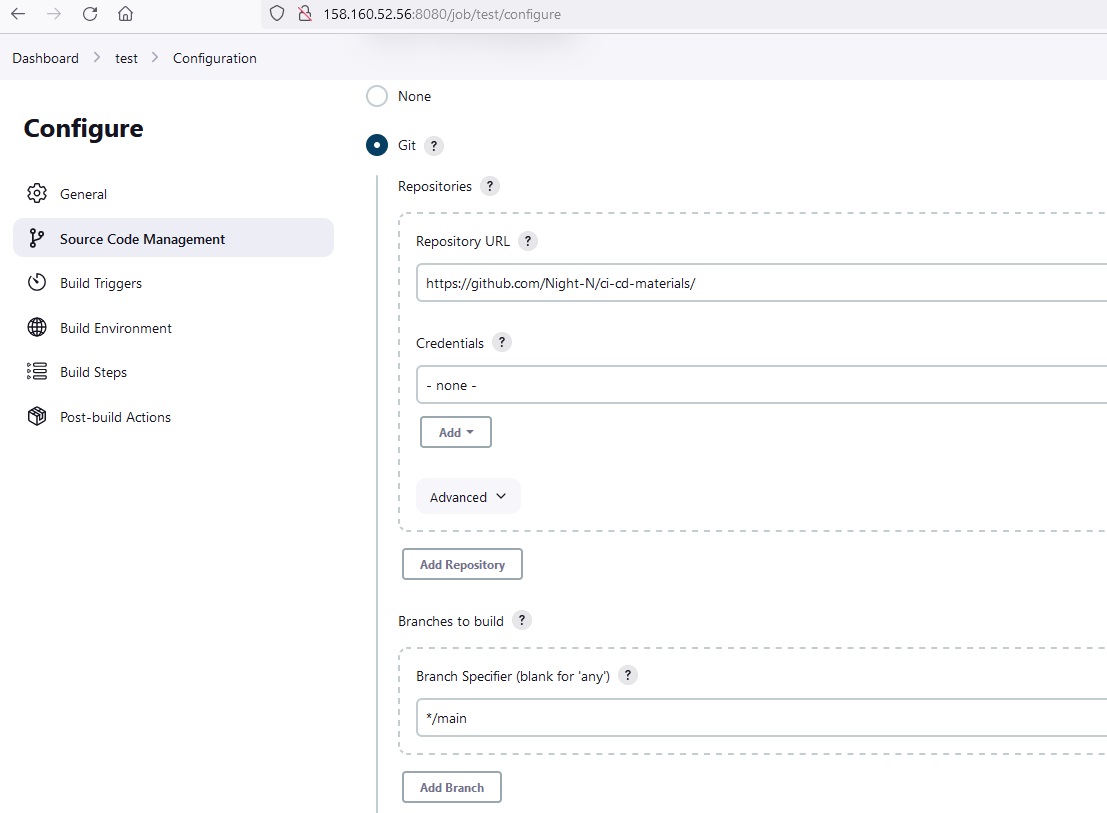 158.160.52.56:8080/job/test/configure
Dashboard > test > Configuration
Configure
General
Source Code Management
Build Triggers
Build Environment
Build Steps
Post-build Actions
None
Git ?
Repositories ?
Repository URL ?
https://github.com/Night-N/ci-cd-materials/
Credentials ?
- none -
Add
Advanced
Add Repository
Branches to build ?
Branch Specifier (blank for 'any') ?
*/main
Add Branch